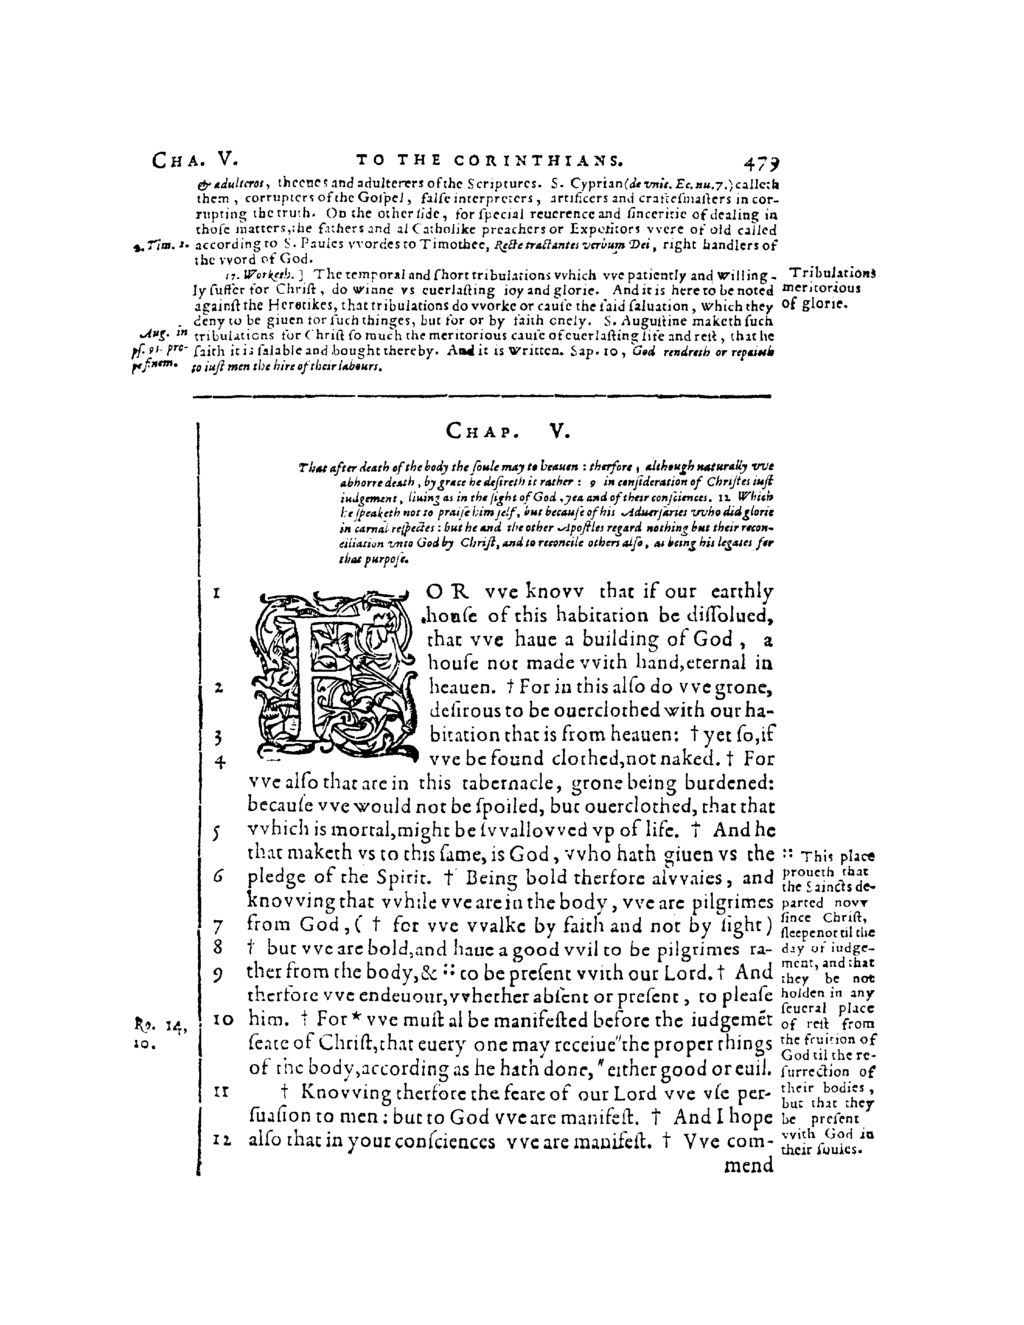 CHA. V. TO THE CORINTHIANS. 479
& adulteros, theeues and adulterers of the Scriptures. S. Cyprian (de vnit. Ec. nu. 7.) calleth
them, corrupters of the Gospel, false interpreters, artificers and craftesmasters in cor-
rupting the truth. On the other side, for special reuerence and sinceritie of dealing in
those matters, the fathers and al Catholike preachers or Expositors vvere of old called
2. Tim. 2. according to S. Paules vvordes to Timothee, Recte tractantes verbum Dei, right handlers of
the vvord of God.
17. Worketh. ] The temporal and short tribulations vvhich vve patiently and willing-
ly suffer for Christ, do winne vs euerlasting ioy and glorie. And it is here to be noted
against the Heretikes, that tribulations do vvorke or cause the said saluation, which they
deny to be giuen for such thinges, but for or by faith onely. S. Augustine maketh such
tribulations for Christ so much the meritorious cause of euerlasting life and rest, that he
saith it is salable and bought thereby. And it is written. Sap. 10, God rendreth or repaieth
to iust men the hire of their labours.
Tribulations
meritorious
of glorie.
Aug. in
ps. 93. pro-
pe finem.
CHAP. V.
That after death of the body the soule may to heauen : therfore, although naturally vve
abhorre death, by grace he desireth it rather : 9 in consideration of Christes iust
iudgement, liuing as in the sight of God, yea and of their consciences. 12 Which
he speaketh not to praise him self, but because of his Aduersaries vvho did glorie
in carnal respectes : but he and the other Apostles regard nothing but their recon-
ciliation vnto God by Christ, and to reconcile others also, as being his legates for
that purpose.
1 FOR vve knovv that if our earthly
house of this habitation be dissolued,
that vve haue a building of God, a
house not made vvith hand, eternal in
2 heauen. † For in this also do vve grone,
desirous to be ouerclothed with our ha-
3 bitation that is from heauen: † yet so, if
4 vve be found clothed, not naked. † For
vve also that are in this tabernacle, grone being burdened:
because vve would not be spoiled, but ouerclothed, that that
5 vvhich is mortal, might be svvallovved vp of life. † And he
that maketh vs to this same, is God, vvho hath giuen vs the
6 pledge of the Spirit. † Being bold therfore alvvaies, and
knovving that vvhile vve are in the body, vve are pilgrimes
7 from God, († for vve vvalke by faith and not by sight)
8 † but vve are bold, and haue a good vvil to be pilgrimes ra-
9 ther from the body, & :: to be present vvith our Lord. † And
therfore vve endeuour, vvhether absent or present, to please
10 him. † For * vve must al be manifested before the iudgemēt
seate of Christ, that euery one may receiue "the proper things
of the body, according as he hath done, "either good or euil.
11 † Knovving therfore the feare of our Lord vve vse per-
suasion to men : but to God vve are manifest. † And I hope
12 also that in your consciences vve are manifest. † Vve com-
mend
Ro. 14,
10.
:: This place
proueth that
the Saincts de-
parted novv
since Christ,
sleepe not til the
day of iudge-
ment, and that
they be not
holden in any
seueral place
of rest from
the fruition of
God til the re-
surrection of
their bodies,
but that they
be present
vvith God in
their soules.